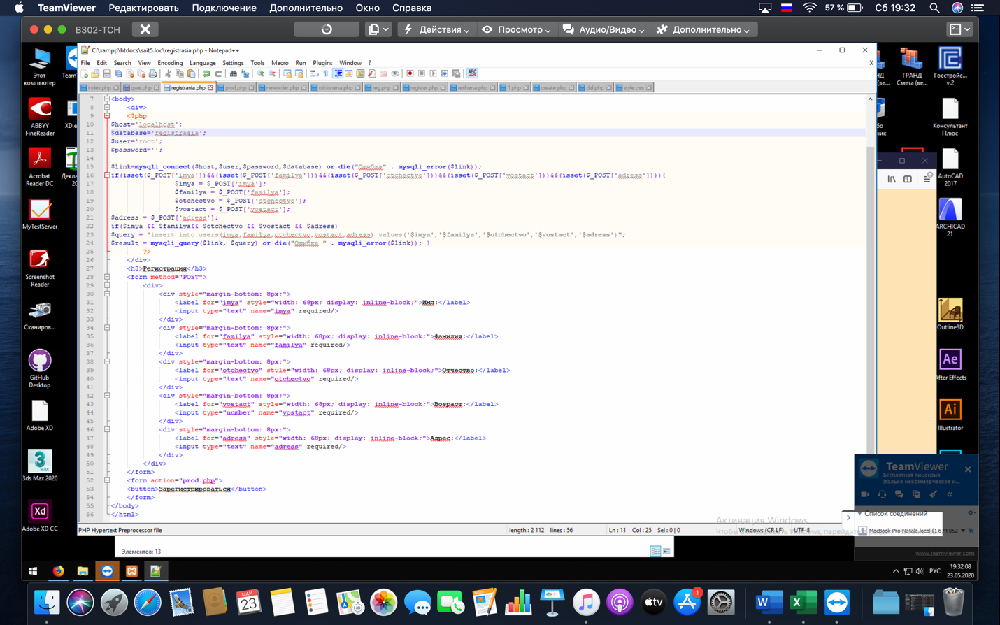 TeamViewer Редактировать Подключение Дополнительно Окно Справка 57 % Сб 19:32
B302-TCH Действия Просмотр Аудио/Видео Дополнительно
C:\xampp\htdocs\sait5.loc\registrasia.php - Notepad++
File Edit Search View Encoding Language Settings Tools Macro Run Plugins Window ? X
index.php qwe.php registrasia.php prod.php neworder.php otklonena.php reg.php register.php reshena.php 1.php create.php del.php style.css
7 <body>
8 <div>
9 <?php
10 $host='localhost';
11 $database='registrasia';
12 $user='root';
13 $password='';
14
15 $link=mysqli_connect($host,$user,$password,$database) or die("Ошибка" . mysqli_error($link));
16 if(isset($_POST['imya'])&&(isset($_POST['familya']))&&(isset($_POST['otchectvo']))&&(isset($_POST['vostact']))&&(isset($_POST['adress']))){
17 $imya = $_POST['imya'];
18 $familya = $_POST['familya'];
19 $otchectvo = $_POST['otchectvo'];
20 $vostact = $_POST['vostact'];
21 $adress = $_POST['adress'];
22 if($imya && $familya&& $otchectvo && $vostact && $adress)
23 $query = "insert into users(imya,familya,otchectvo,vostact,adress) values('$imya','$familya','$otchectvo','$vostact','$adress')";
24 $result = mysqli_query($link, $query) or die("Ошибка " . mysqli_error($link)); }
25 ?>
26 </div>
27 <h3>Регистрация</h3>
28 <form method="POST">
29 <div>
30 <div style="margin-bottom: 8px;">
31 <label for="imya" style="width: 68px; display: inline-block;">Имя:</label>
32 <input type="text" name="imya" required/>
33 </div>
34 <div style="margin-bottom: 8px;">
35 <label for="familya" style="width: 68px; display: inline-block;">Фамилия:</label>
36 <input type="text" name="familya" required/>
37 </div>
38 <div style="margin-bottom: 8px;">
39 <label for="otchectvo" style="width: 68px; display: inline-block;">Отчество:</label>
40 <input type="text" name="otchectvo" required/>
41 </div>
42 <div style="margin-bottom: 8px;">
43 <label for="vostact" style="width: 68px; display: inline-block;">Возраст:</label>
44 <input type="number" name="vostact" required/>
45 </div>
46 <div style="margin-bottom: 8px;">
47 <label for="adress" style="width: 68px; display: inline-block;">Адрес:</label>
48 <input type="text" name="adress" required/>
49 </div>
50 </div>
51 </form>
52 <form action="prod.php">
53 <button>Зарегистрироваться</button>
54 </form>
55 </body>
56 </html>
PHP Hypertext Preprocessor file length : 2 112 lines : 56 Ln : 11 Col : 25 Sel : 0 | 0 Windows (CR LF) UTF-8
Активация Windows
Элементов: 13
Этот компьютер
ABBYY FineReader
Acrobat Reader DC
MyTestServer
Screenshot Reader
Сканиров...
GitHub Desktop
Adobe XD
3ds Max 2020
Adobe XD CC
ГРАНД Смета (ве...
Госстройс... v.2
Консультант Плюс
AutoCAD 2017
ARCHICAD 21
Outline3D
After Effects
Illustrator
TeamViewer
Бесплатная лицензия
(только некоммерческое и...
Список соединений
MacBook-Pro-Natala.local (1 674 062
www.teamviewer.com
РУС 19:32:08
23.05.2020
МАЙ
23
1